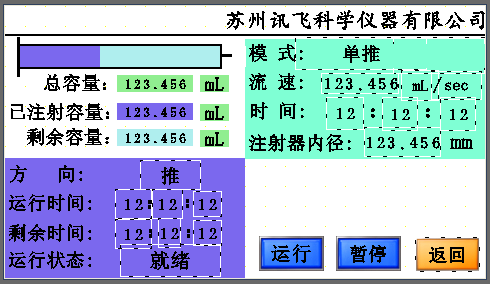 苏州讯飞科学仪器有限公司
总容量: 123.456 mL
已注射容量: 123.456 mL
剩余容量: 123.456 mL
模 式: 单推
流 速: 123.456 mL/sec
时 间: 12 : 12 : 12
注射器内径: 123.456 mm
方 向: 推
运行时间: 12:12:12
剩余时间: 12:12:12
运行状态: 就绪
运行 暂停 返回